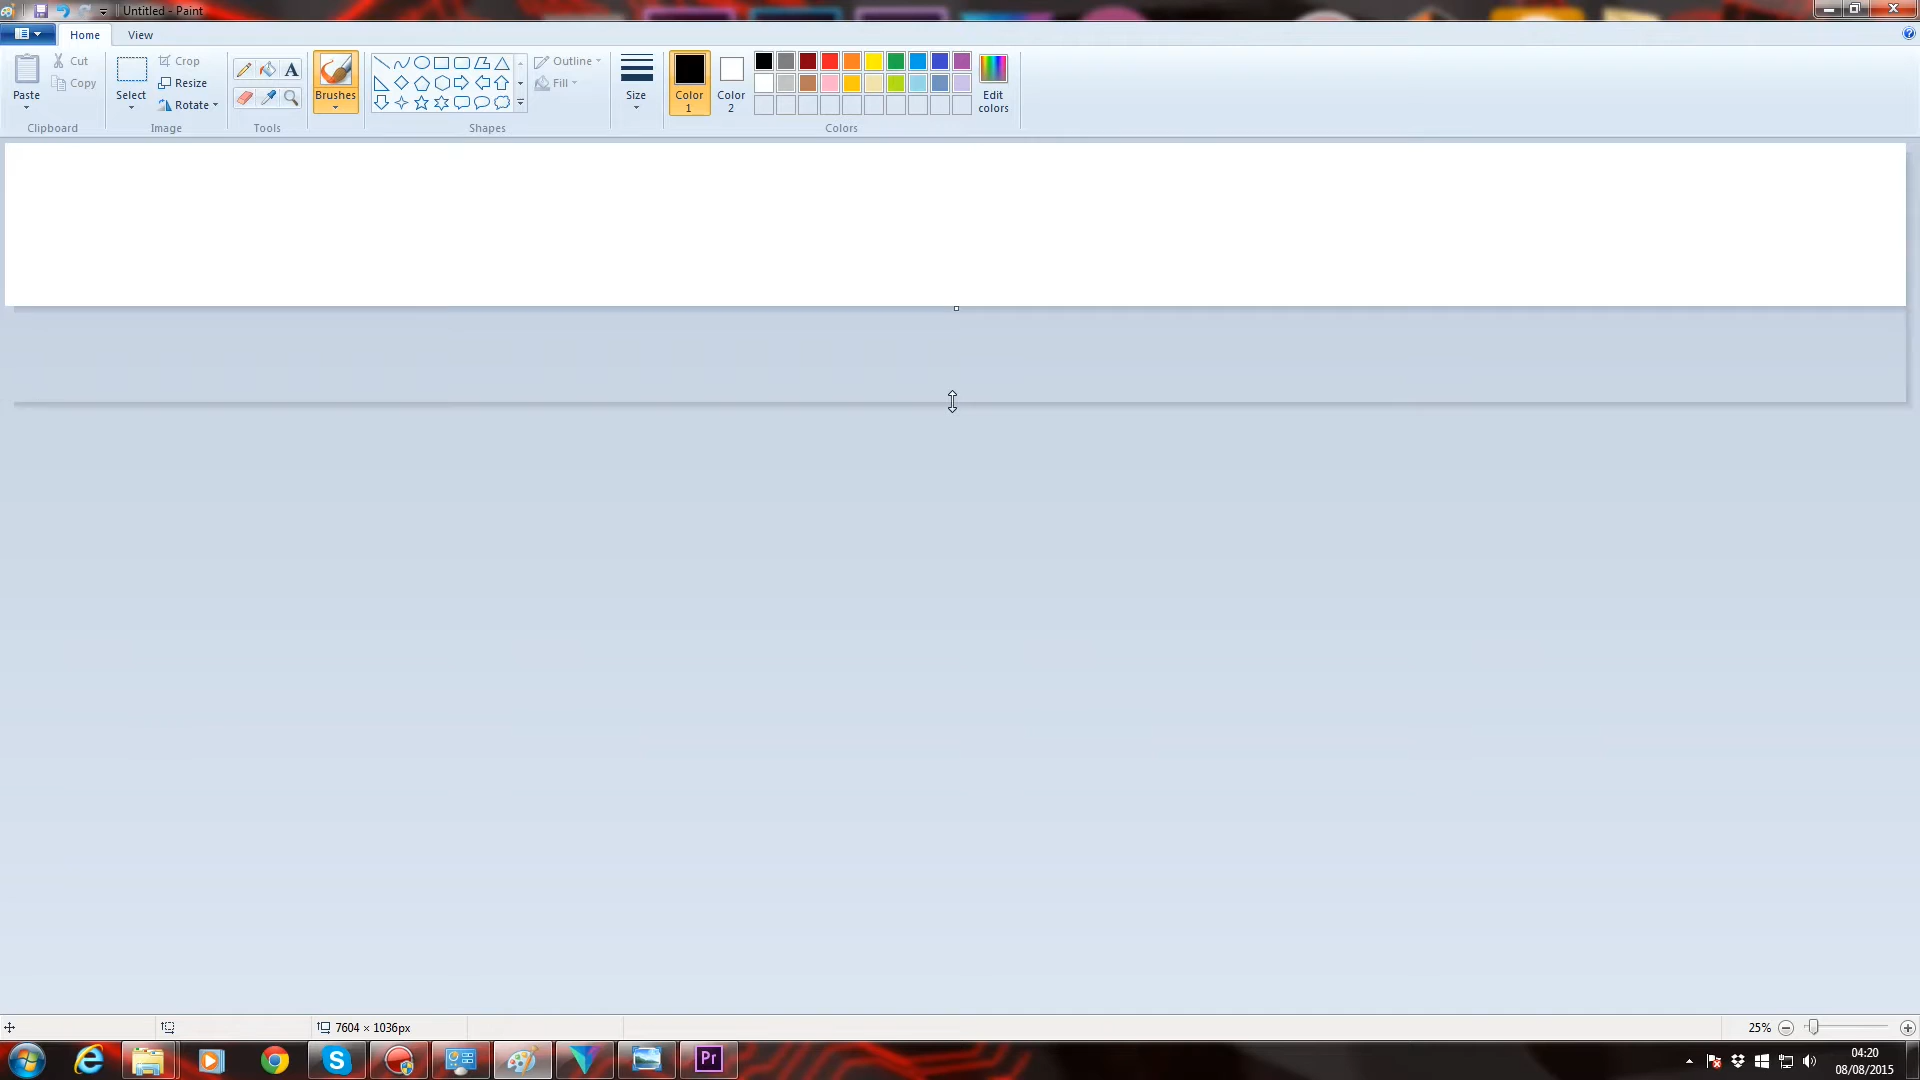 Untitled - Paint
Home View
Paste
Cut
Copy
Clipboard
Select
Crop
Resize
Rotate
Image
A
Tools
Brushes
Outline
Fill
Shapes
Size
Color
1
Color
2
Edit
colors
Colors
7604 × 1036px
25%
S
Pr
04:20
08/08/2015